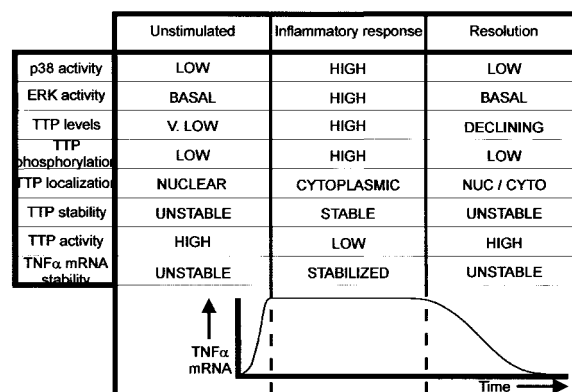 Unstimulated Inflammatory response Resolution
p38 activity LOW HIGH LOW
ERK activity BASAL HIGH BASAL
TTP levels V. LOW HIGH DECLINING
TTP phosphorylation LOW HIGH LOW
TTP localization NUCLEAR CYTOPLASMIC NUC / CYTO
TTP stability UNSTABLE STABLE UNSTABLE
TTP activity HIGH LOW HIGH
TNFα mRNA stability UNSTABLE STABILIZED UNSTABLE
TNFα
mRNA
Time